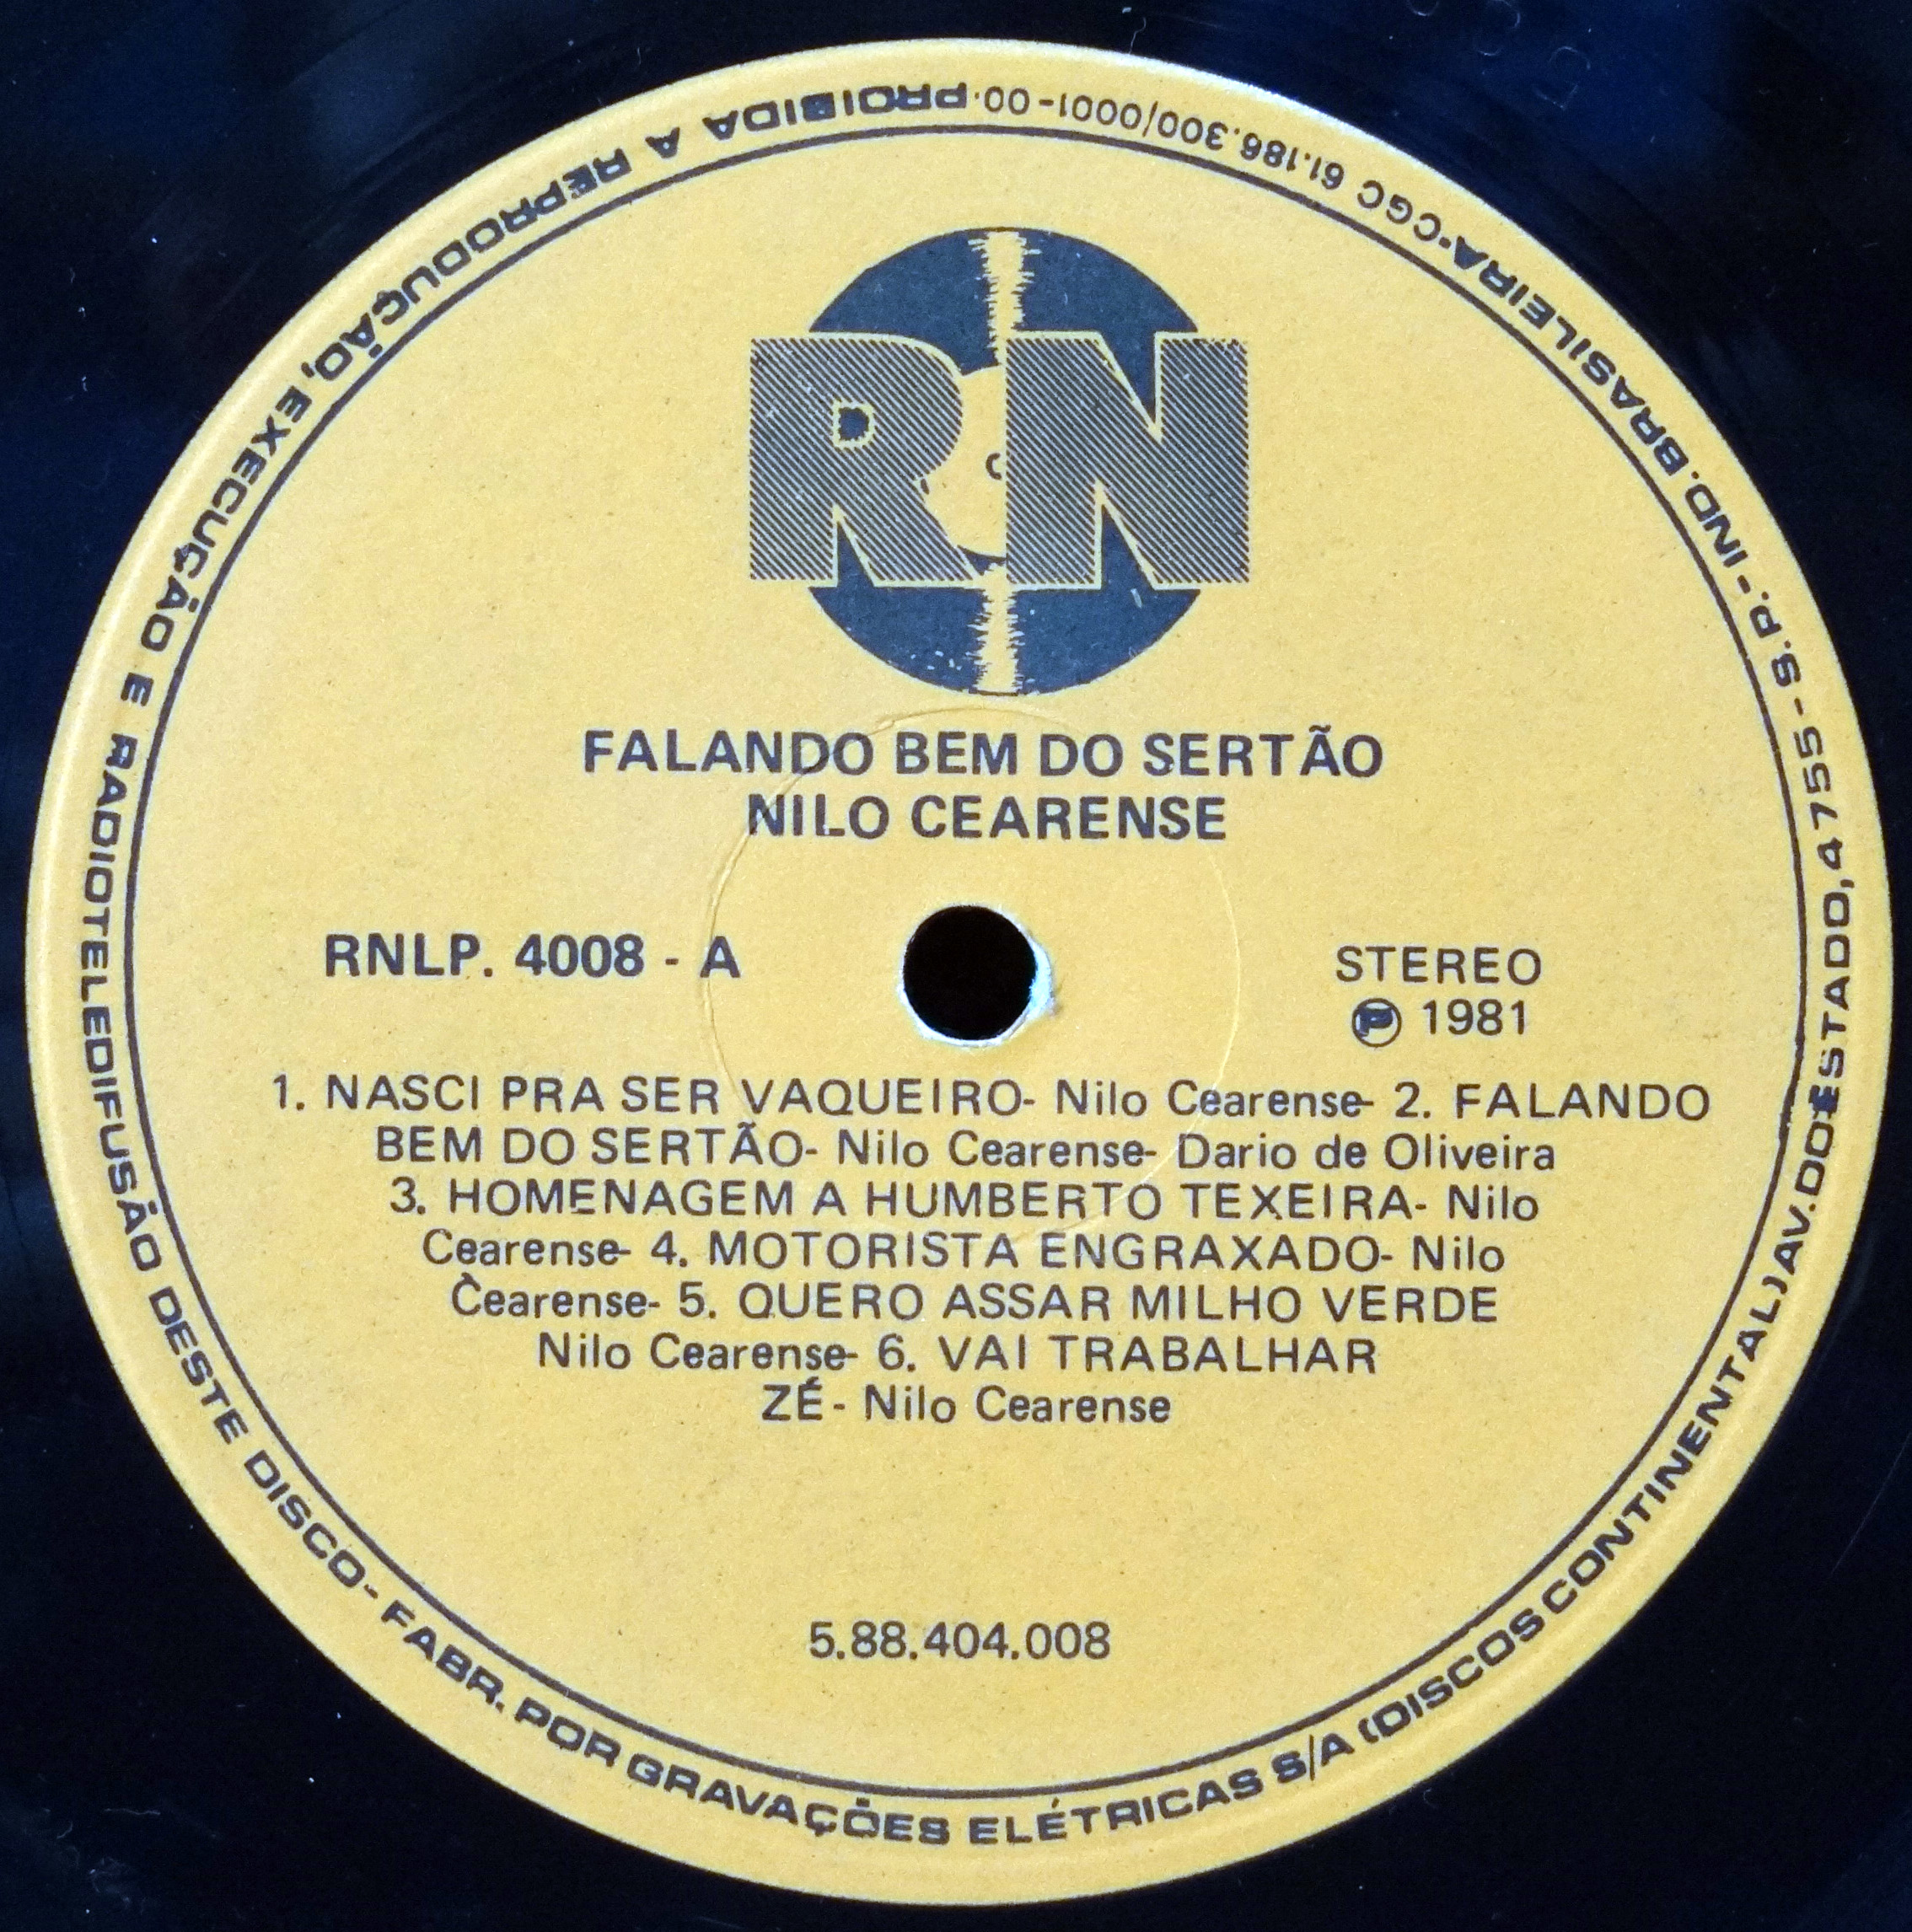 RN
FALANDO BEM DO SERTÃO
NILO CEARENSE
RNLP. 4008 - A
STEREO
Ⓟ 1981
1. NASCI PRA SER VAQUEIRO- Nilo Cearense- 2. FALANDO
BEM DO SERTÃO- Nilo Cearense- Dario de Oliveira
3. HOMENAGEM A HUMBERTO TEXEIRA- Nilo
Cearense- 4. MOTORISTA ENGRAXADO- Nilo
Cearense- 5. QUERO ASSAR MILHO VERDE
Nilo Cearense- 6. VAI TRABALHAR
ZÉ- Nilo Cearense
5.88.404.008
PROIBIDA A REPRODUÇÃO, EXECUÇÃO E RADIOTELEDIFUSÃO DESTE DISCO- FABR. POR GRAVAÇÕES ELÉTRICAS S/A (DISCOS CONTINENTAL) AV. DO ESTADO, 4755 - S.P. - IND. BRASILEIRA-CGC 61.186.300/0001-00·